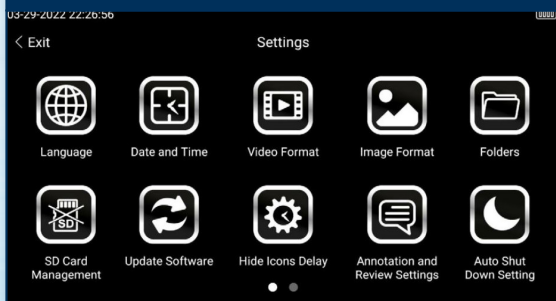 03-29-2022 22:26:56
< Exit
Settings
Language
Date and Time
Video Format
Image Format
Folders
SD
SD Card
Management
Update Software
Hide Icons Delay
Annotation and
Review Settings
Auto Shut
Down Setting